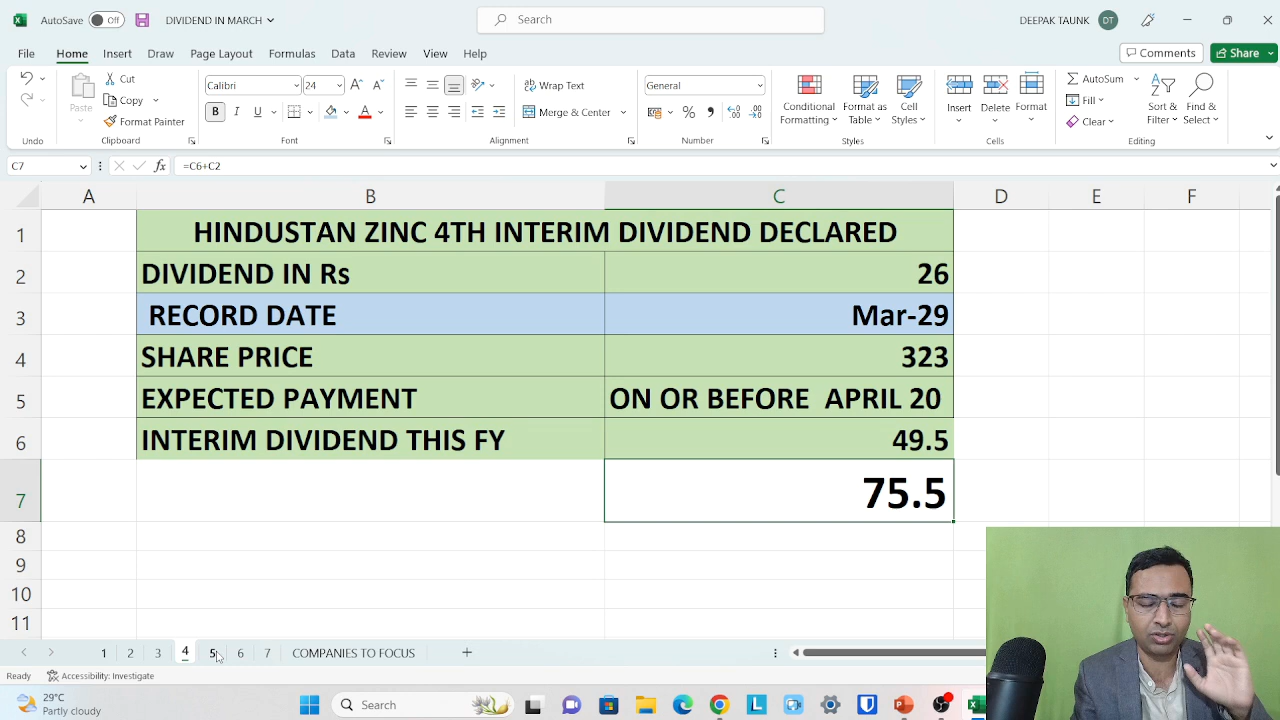 AutoSave Off DIVIDEND IN MARCH Search DEEPAK TAUNK DT
File Home Insert Draw Page Layout Formulas Data Review View Help Comments Share
Cut
Copy
Format Painter
Paste
Undo Clipboard
Calibri 24
B I U
Font
Wrap Text
Merge & Center
Alignment
General
Number
Conditional Formatting
Format as Table
Cell Styles
Styles
Insert Delete Format
Cells
AutoSum
Fill
Clear
Sort & Filter
Find & Select
Editing
C7 fx =C6+C2
A B C D E F
1 HINDUSTAN ZINC 4TH INTERIM DIVIDEND DECLARED
2 DIVIDEND IN Rs 26
3 RECORD DATE Mar-29
4 SHARE PRICE 323
5 EXPECTED PAYMENT ON OR BEFORE APRIL 20
6 INTERIM DIVIDEND THIS FY 49.5
7 75.5
8
9
10
11
1 2 3 4 5 6 7 COMPANIES TO FOCUS
Ready Accessibility: Investigate
29°C
Partly cloudy
Search